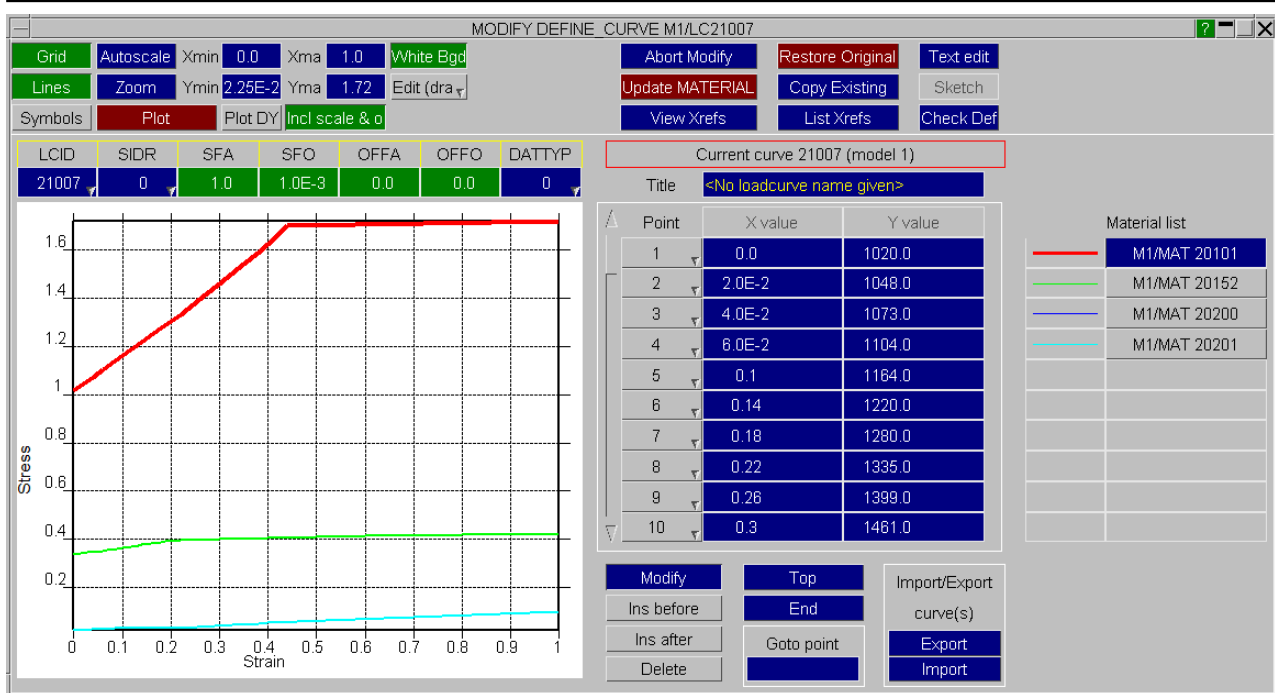 MODIFY DEFINE_CURVE M1/LC21007 ?
Grid Autoscale Xmin 0.0 Xma 1.0 White Bgd Abort Modify Restore Original Text edit
Lines Zoom Ymin 2.25E-2 Yma 1.72 Edit (dra Update MATERIAL Copy Existing Sketch
Symbols Plot Plot DY Incl scale & o View Xrefs List Xrefs Check Def
LCID SIDR SFA SFO OFFA OFFO DATTYP
21007 0 1.0 1.0E-3 0.0 0.0 0
1.6
1.4
1.2
1
0.8
0.6
0.4
0.2
Stress
0 0.1 0.2 0.3 0.4 0.5 0.6 0.7 0.8 0.9 1
Strain
Current curve 21007 (model 1)
Title <No loadcurve name given>
Point X value Y value
1 0.0 1020.0
2 2.0E-2 1048.0
3 4.0E-2 1073.0
4 6.0E-2 1104.0
5 0.1 1164.0
6 0.14 1220.0
7 0.18 1280.0
8 0.22 1335.0
9 0.26 1399.0
10 0.3 1461.0
Modify Top Import/Export
Ins before End curve(s)
Ins after Goto point Export
Delete Import
Material list
M1/MAT 20101
M1/MAT 20152
M1/MAT 20200
M1/MAT 20201